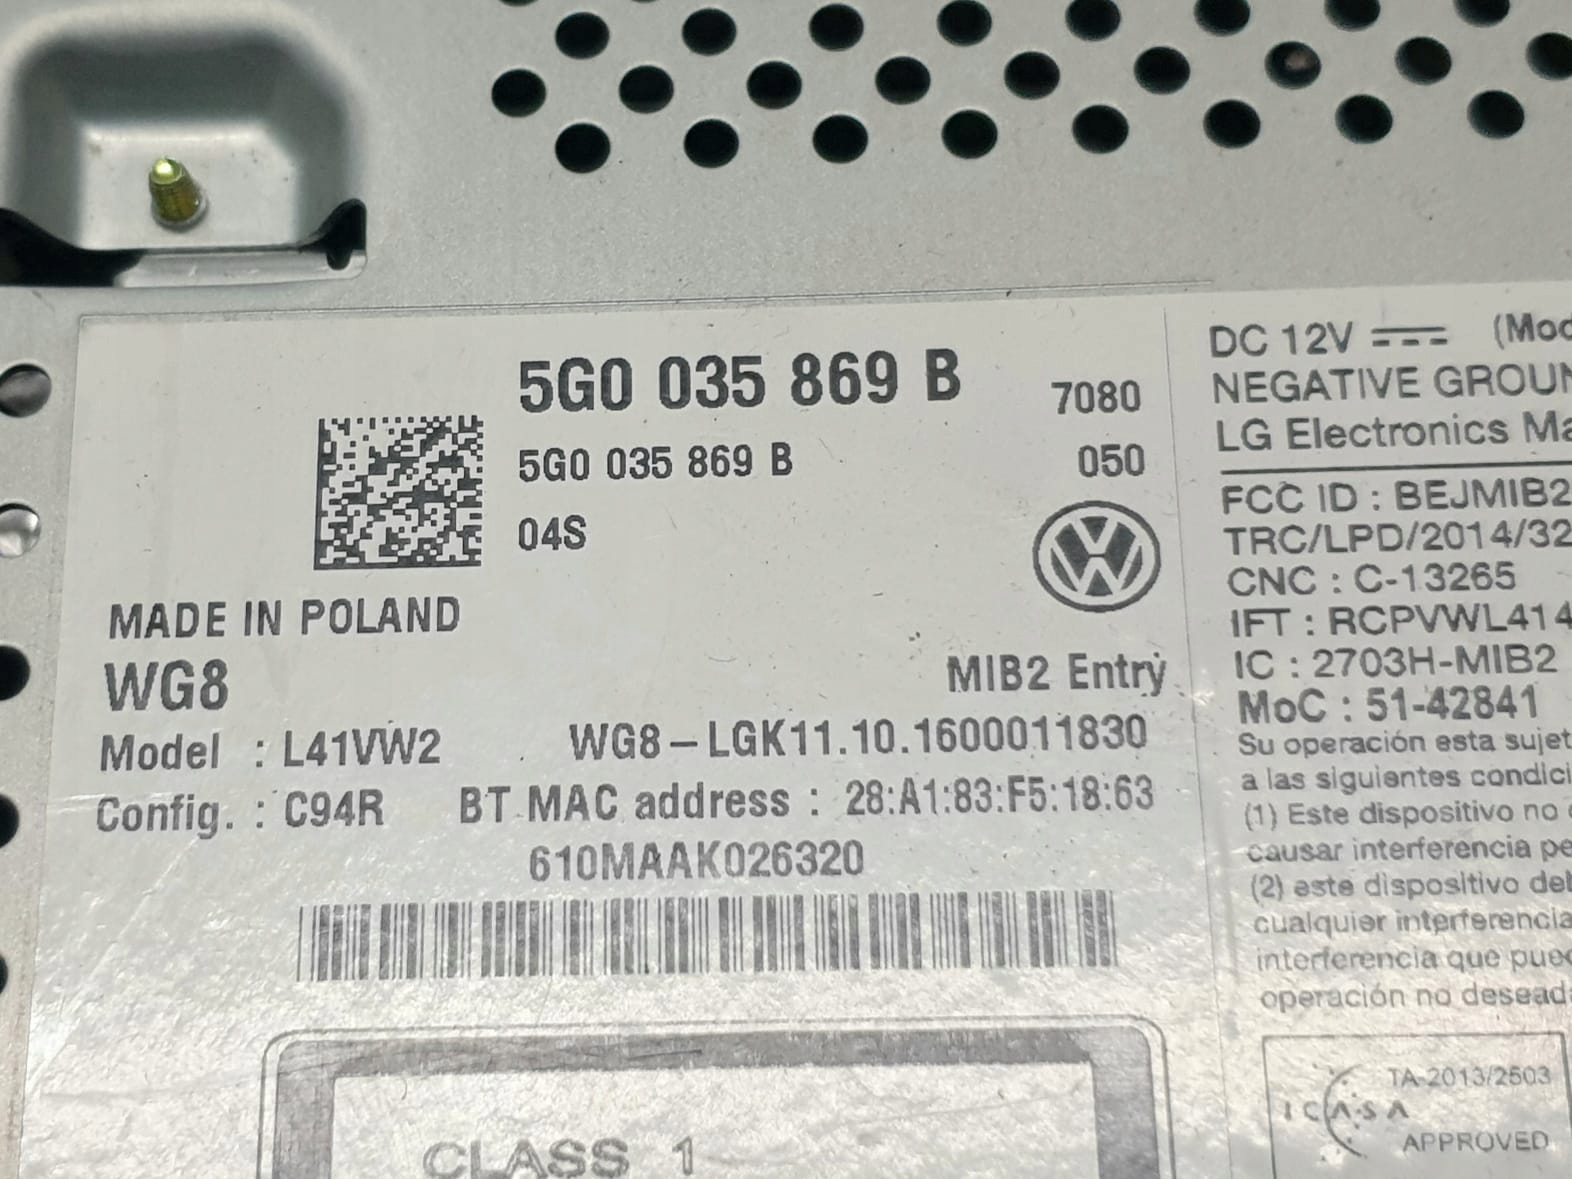 5G0 035 869 B 7080
5G0 035 869 B 050
04S
MADE IN POLAND
WG8
MIB2 Entry
Model : L41VW2 WG8-LGK11.10.1600011830
Config. : C94R BT MAC address : 28:A1:83:F5:18:63
610MAAK026320
CLASS 1
DC 12V (Mod
NEGATIVE GROUN
LG Electronics Ma
FCC ID : BEJMIB2
TRC/LPD/2014/32
CNC : C-13265
IFT : RCPVWL414
IC : 2703H-MIB2
MoC : 51-42841
Su operación esta sujet
a las siguientes condici
(1) Este dispositivo no
causar interferencia pe
(2) este dispositivo del
cualquier interferencia
interferencia que pued
operación no desead
TA-2013/2503
ICASA
APPROVED